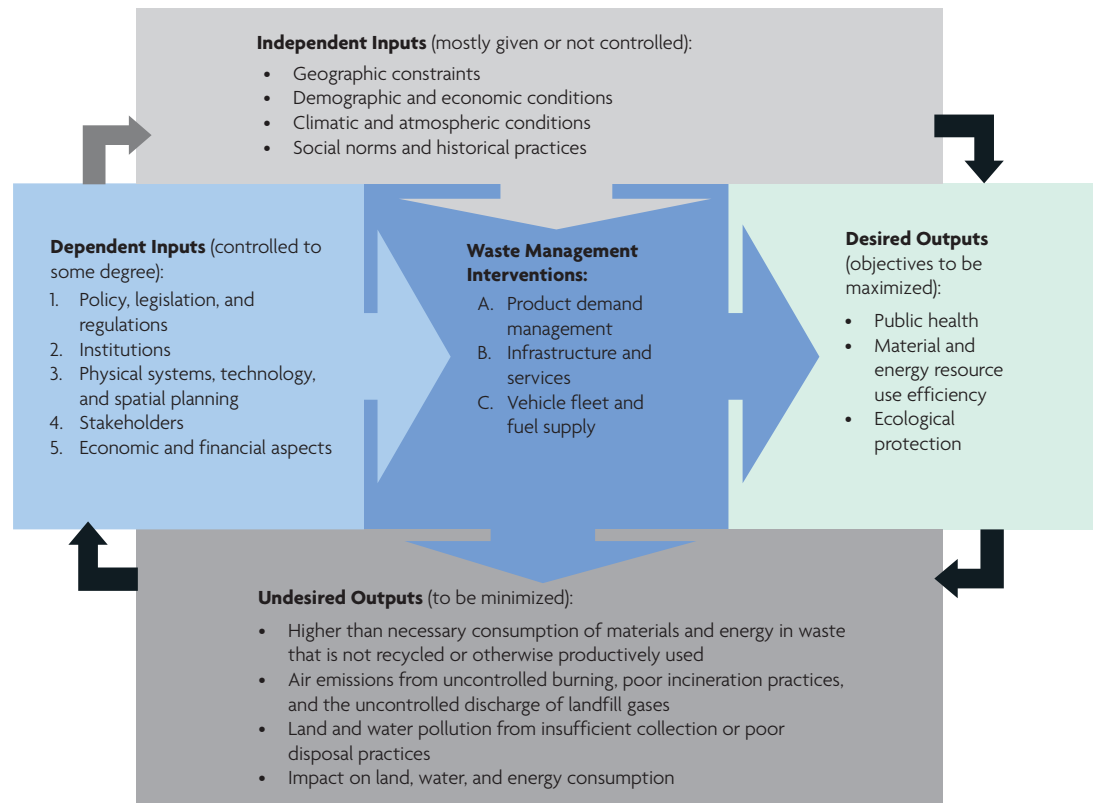 Independent Inputs (mostly given or not controlled):
• Geographic constraints
• Demographic and economic conditions
• Climatic and atmospheric conditions
• Social norms and historical practices
Dependent Inputs (controlled to
some degree):
1. Policy, legislation, and
regulations
2. Institutions
3. Physical systems, technology,
and spatial planning
4. Stakeholders
5. Economic and financial aspects
Waste Management
Interventions:
A. Product demand
management
B. Infrastructure and
services
C. Vehicle fleet and
fuel supply
Desired Outputs
(objectives to be
maximized):
• Public health
• Material and
energy resource
use efficiency
• Ecological
protection
Undesired Outputs (to be minimized):
• Higher than necessary consumption of materials and energy in waste
that is not recycled or otherwise productively used
• Air emissions from uncontrolled burning, poor incineration practices,
and the uncontrolled discharge of landfill gases
• Land and water pollution from insufficient collection or poor
disposal practices
• Impact on land, water, and energy consumption